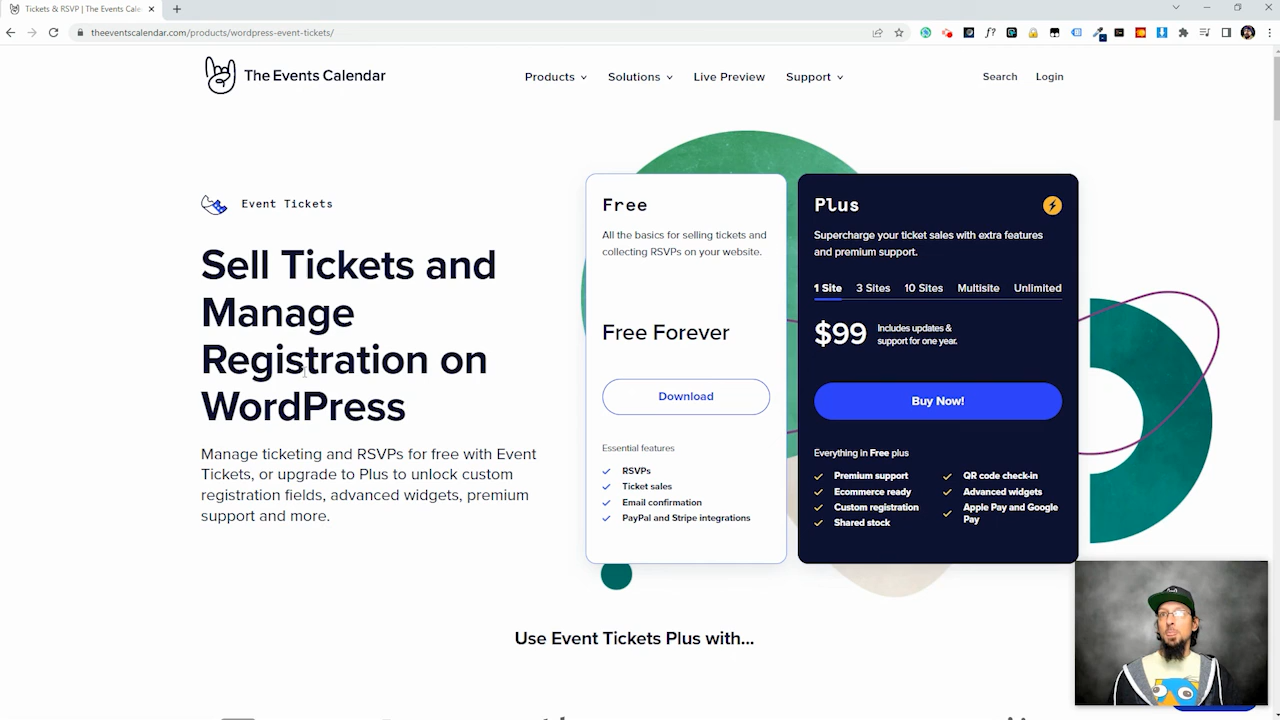 Tickets & RSVP | The Events Cale
theeventscalendar.com/products/wordpress-event-tickets/
The Events Calendar
Products
Solutions
Live Preview
Support
Search
Login
Event Tickets
Sell Tickets and
Manage
Registration on
WordPress
Manage ticketing and RSVPs for free with Event
Tickets, or upgrade to Plus to unlock custom
registration fields, advanced widgets, premium
support and more.
Free
All the basics for selling tickets and
collecting RSVPs on your website.
Free Forever
Download
Essential features
RSVPs
Ticket sales
Email confirmation
PayPal and Stripe integrations
Plus
Supercharge your ticket sales with extra features
and premium support.
1 Site 3 Sites 10 Sites Multisite Unlimited
$99
Includes updates &
support for one year.
Buy Now!
Everything in Free plus
Premium support
Ecommerce ready
Custom registration
Shared stock
QR code check-in
Advanced widgets
Apple Pay and Google
Pay
Use Event Tickets Plus with...